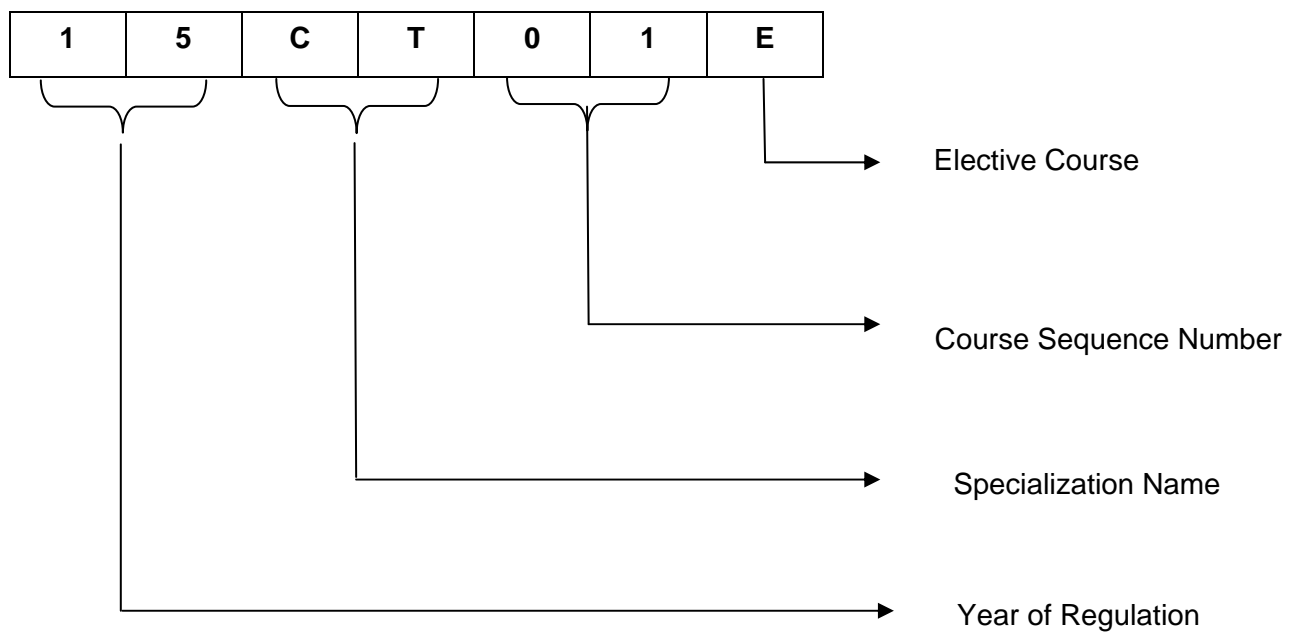 1 5 C T 0 1 E
Elective Course
Course Sequence Number
Specialization Name
Year of Regulation